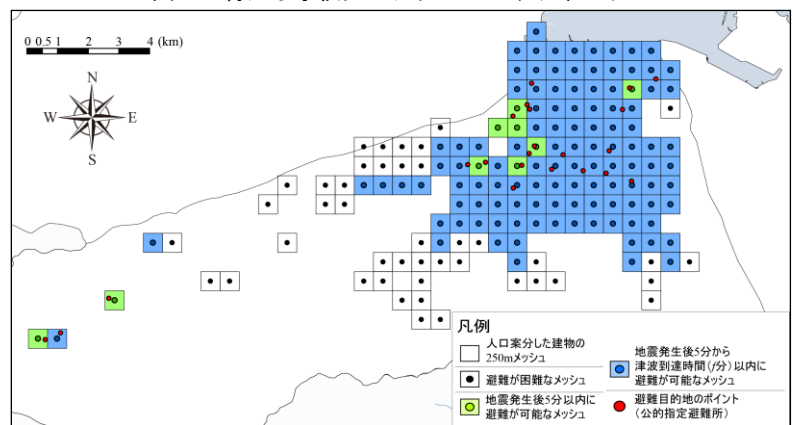 0 0.5 1 2 3 4 (km)
N
W E
S
凡例
人口案分した建物の
250mメッシュ
避難が困難なメッシュ
地震発生後5分以内に
避難が可能なメッシュ
地震発生後5分から
津波到達時間(f分)以内に
避難が可能なメッシュ
避難目的地のポイント
(公的指定避難所)